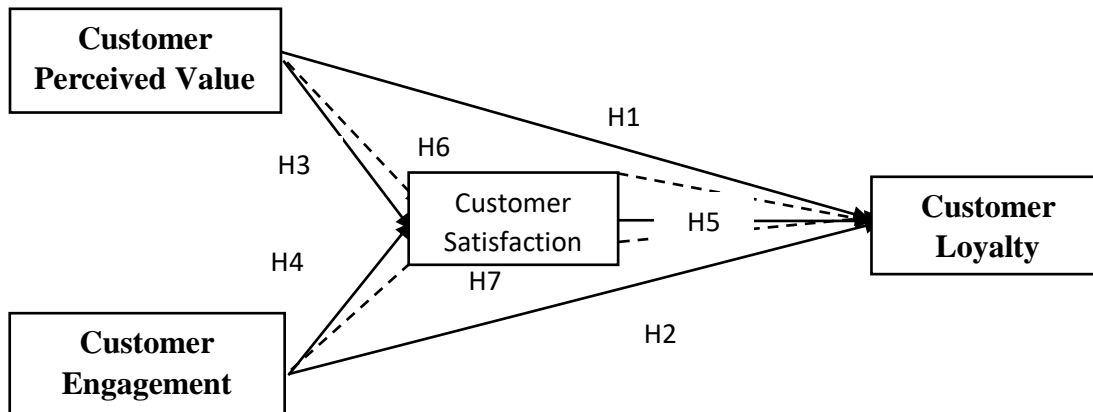 Customer
Perceived Value
H1
H6
H3
Customer
Satisfaction
H5
Customer
Loyalty
H4
H7
H2
Customer
Engagement